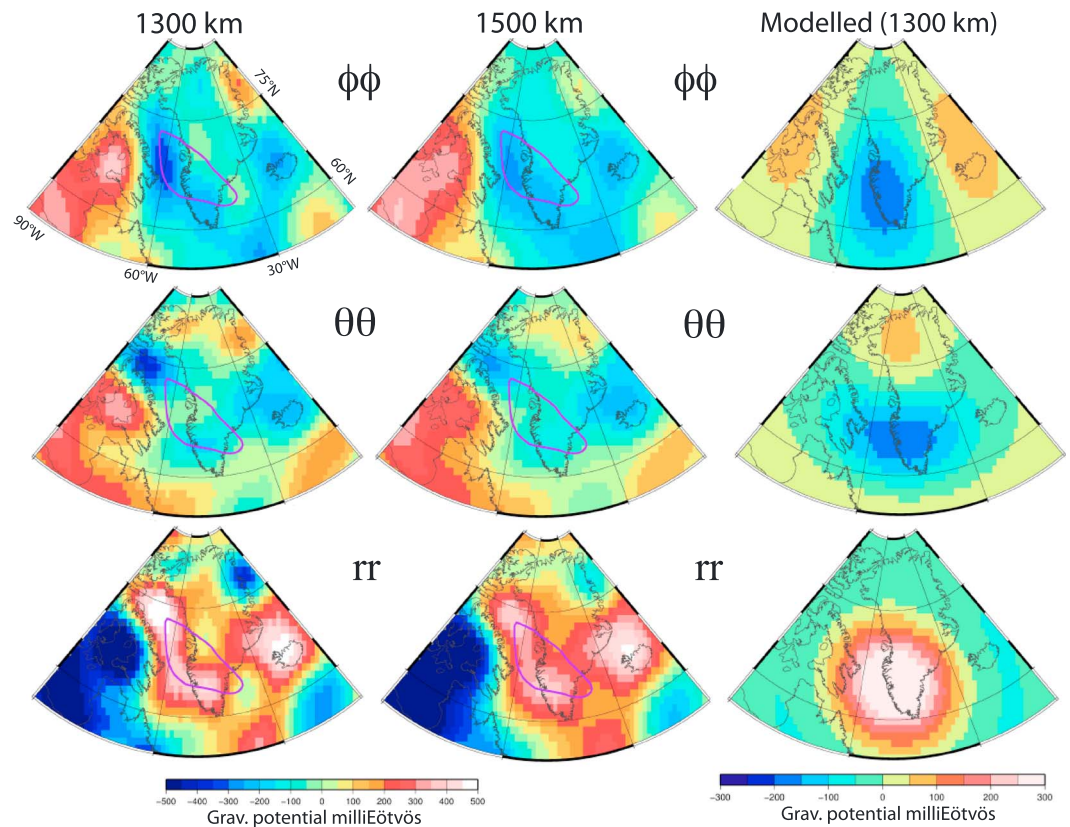 1300 km
1500 km
Modelled (1300 km)
ϕϕ
ϕϕ
75°N
60°N
90°W
60°W
30°W
θθ
θθ
rr
rr
−500 −400 −300 −200 −100 0 100 200 300 400 500
Grav. potential milliEötvös
−300 −200 −100 0 100 200 300
Grav. potential milliEötvös